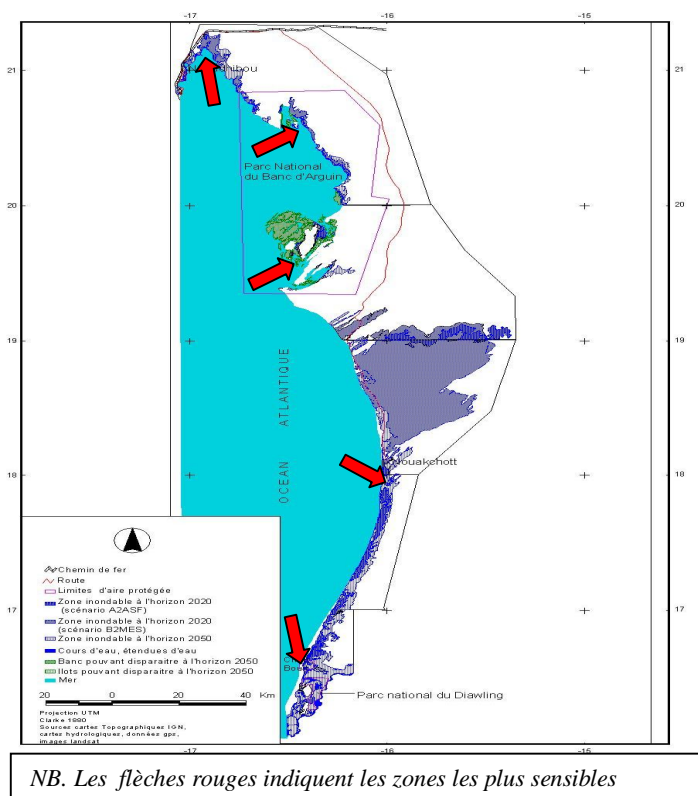 -17 -16 -15
21 21
Parc National
du Banc d'Arguin
20 20
19 19
OCEAN ATLANTIQUE
18 18
Nouakchott
17 17
Parc national du Diawling
Chemin de fer
Route
Limites d'aire protégée
Zone inondable à l'horizon 2020
(scénario A2ASF)
Zone inondable à l'horizon 2020
(scénario B2MES)
Zone inondable à l'horizon 2050
Cours d'eau, étendues d'eau
Banc pouvant disparaitre à l'horizon 2050
Ilots pouvant disparaitre à l'horizon 2050
Mer
20 0 20 40 Km
Projection UTM
Clarke 1880
Sources cartes Topographiques IGN,
cartes hydrologiques, données gps,
images landsat
-17 -16 -15
NB. Les flèches rouges indiquent les zones les plus sensibles